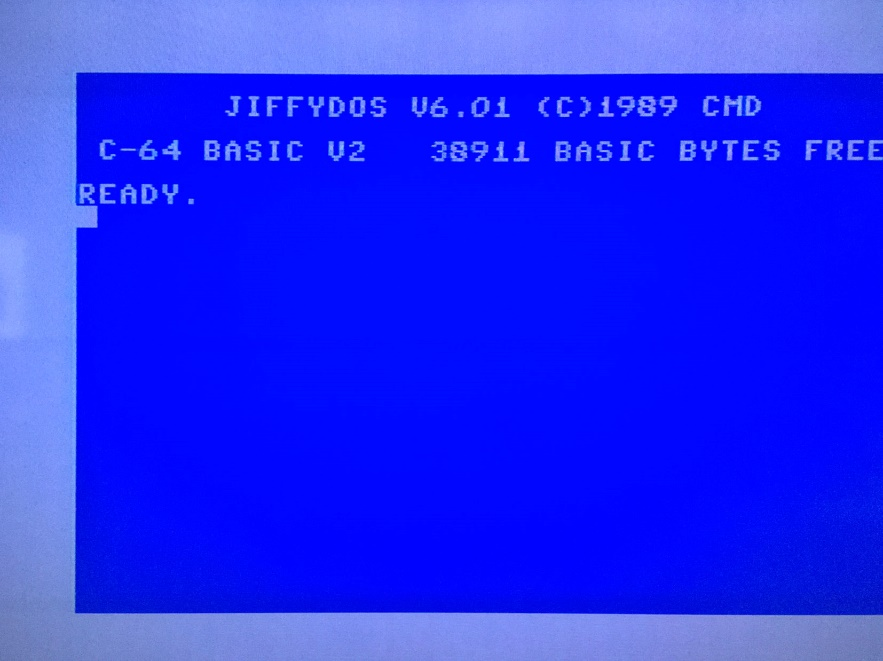 JIFFYDOS V6.01 (C)1989 CMD
C-64 BASIC V2   38911 BASIC BYTES FREE
READY.